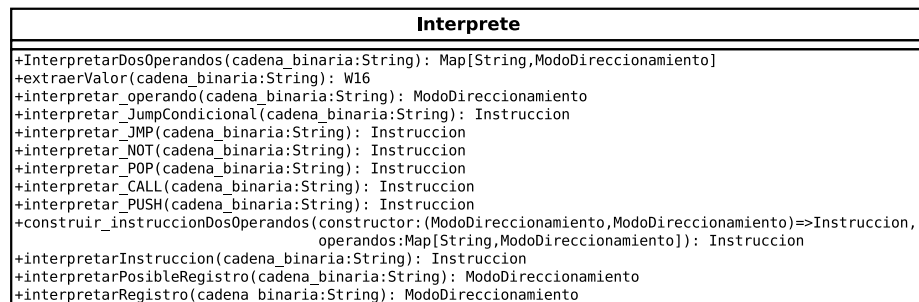 Interprete
+InterpretarDosOperandos(cadena_binaria:String): Map[String,ModoDireccionamiento]
+extraerValor(cadena_binaria:String): W16
+interpretar_operando(cadena_binaria:String): ModoDireccionamiento
+interpretar_JumpCondicional(cadena_binaria:String): Instruccion
+interpretar_JMP(cadena_binaria:String): Instruccion
+interpretar_NOT(cadena_binaria:String): Instruccion
+interpretar_POP(cadena_binaria:String): Instruccion
+interpretar_CALL(cadena_binaria:String): Instruccion
+interpretar_PUSH(cadena_binaria:String): Instruccion
+construir_instruccionDosOperandos(constructor:(ModoDireccionamiento,ModoDireccionamiento)=>Instruccion,
operandos:Map[String,ModoDireccionamiento]): Instruccion
+interpretarInstruccion(cadena_binaria:String): Instruccion
+interpretarPosibleRegistro(cadena_binaria:String): ModoDireccionamiento
+interpretarRegistro(cadena_binaria:String): ModoDireccionamiento